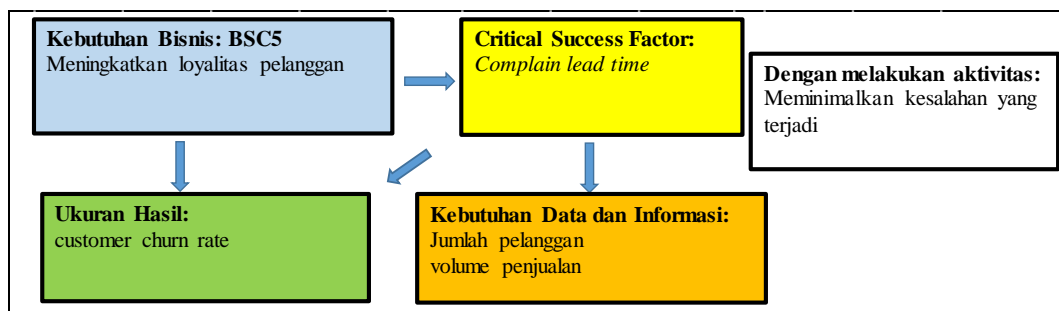 Kebutuhan Bisnis: BSC5
Meningkatkan loyalitas pelanggan
Critical Success Factor:
Complain lead time
Dengan melakukan aktivitas:
Meminimalkan kesalahan yang
terjadi
Ukuran Hasil:
customer churn rate
Kebutuhan Data dan Informasi:
Jumlah pelanggan
volume penjualan